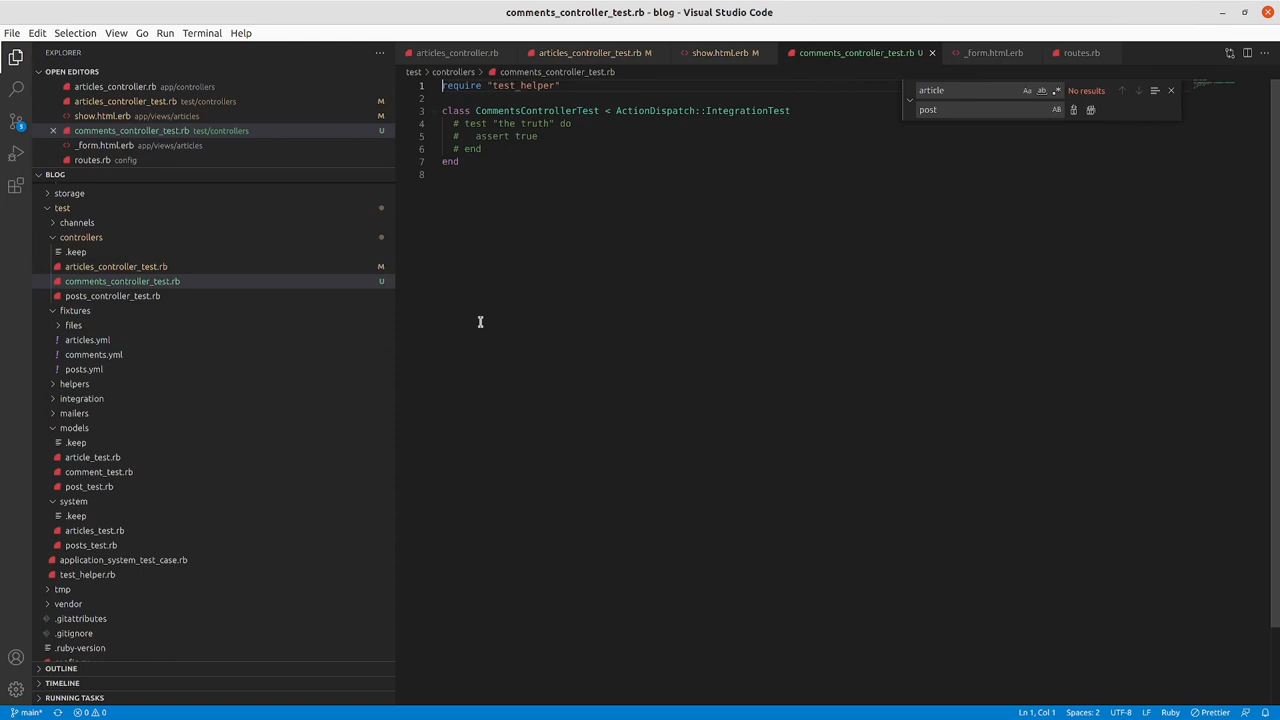 comments_controller_test.rb - blog - Visual Studio Code
File Edit Selection View Go Run Terminal Help
EXPLORER
articles_controller.rb
articles_controller_test.rb M
show.html.erb M
comments_controller_test.rb U
_form.html.erb
routes.rb
OPEN EDITORS
articles_controller.rb app/controllers
articles_controller_test.rb test/controllers M
show.html.erb app/views/articles M
comments_controller_test.rb test/controllers U
_form.html.erb app/views/articles
routes.rb config
BLOG
storage
test
channels
controllers
.keep
articles_controller_test.rb M
comments_controller_test.rb U
posts_controller_test.rb
fixtures
files
! articles.yml
! comments.yml
! posts.yml
helpers
integration
mailers
models
.keep
article_test.rb
comment_test.rb
post_test.rb
system
.keep
articles_test.rb
posts_test.rb
application_system_test_case.rb
test_helper.rb
tmp
vendor
.gitattributes
.gitignore
.ruby-version
OUTLINE
TIMELINE
RUNNING TASKS
test > controllers > comments_controller_test.rb
1 require "test_helper"
2
3 class CommentsControllerTest < ActionDispatch::IntegrationTest
4 # test "the truth" do
5 #   assert true
6 # end
7 end
8
article Aa ab .* No results
post AB
5
main* 0 0 Ln 1, Col 1 Spaces: 2 UTF-8 LF Ruby Prettier